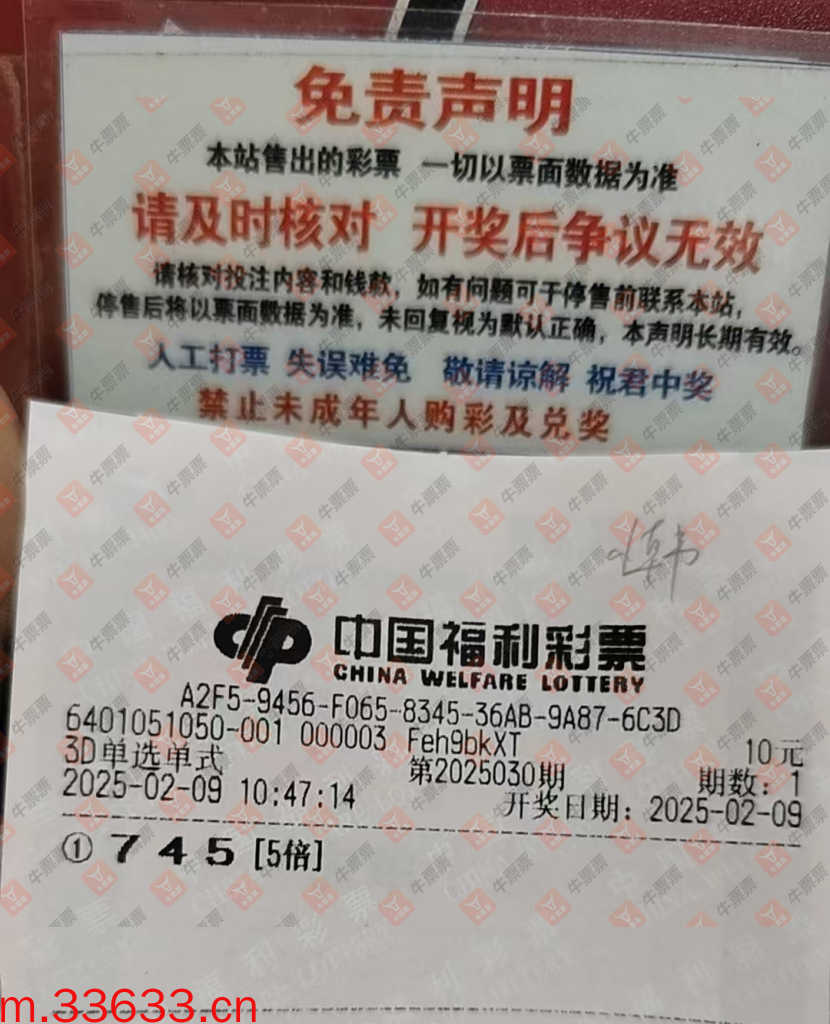 免责声明
本站售出的彩票 一切以票面数据为准
请及时核对 开奖后争议无效
请核对投注内容和钱款，如有问题可于停售前联系本站，
停售后将以票面数据为准，未回复视为默认正确，本声明长期有效。
人工打票 失误难免 敬请谅解 祝君中奖
禁止未成年人购彩及兑奖
中国福利彩票
CHINA WELFARE LOTTERY
A2F5-9456-F065-8345-36AB-9A87-6C3D
6401051050-001 000003 Feh9bkXT 10元
3D单选单式 第2025030期 期数：1
2025-02-09 10:47:14 开奖日期：2025-02-09
① 7 4 5 [5倍]
m.33633.cn
牛票票